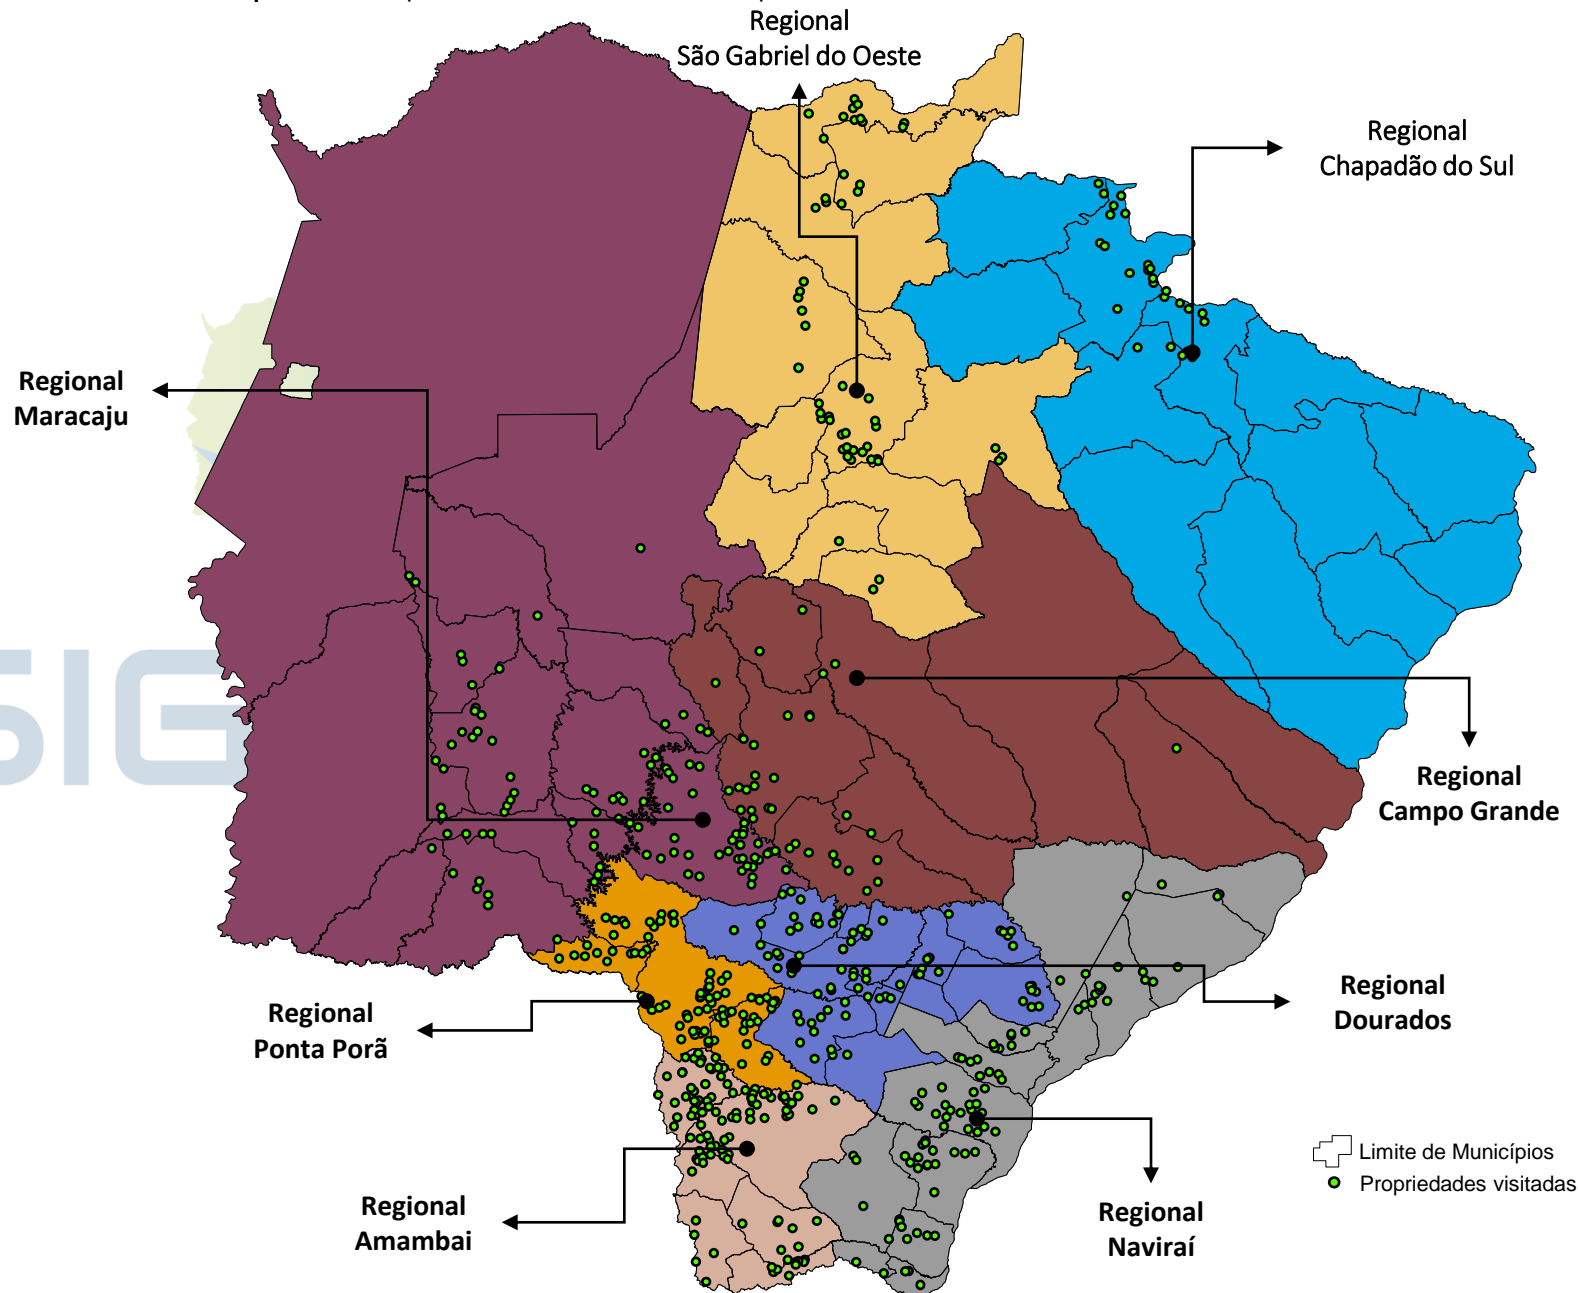 Regional
São Gabriel do Oeste
Regional
Chapadão do Sul
Regional
Maracaju
SIG
Regional
Campo Grande
Regional
Ponta Porã
Regional
Dourados
Limite de Municípios
Propriedades visitadas
Regional
Amambai
Regional
Naviraí